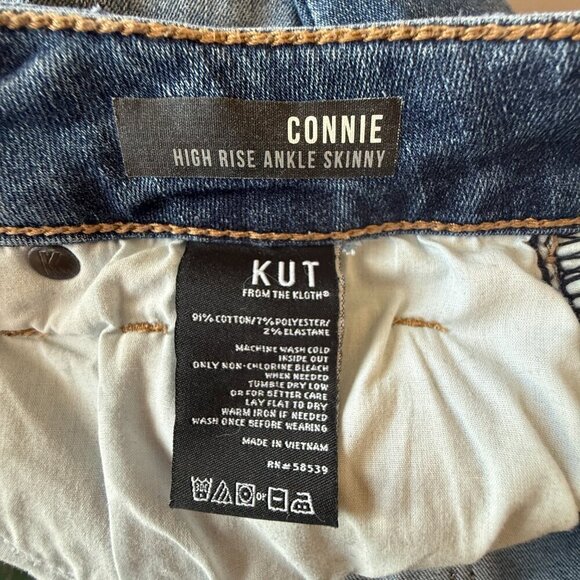 CONNIE
HIGH RISE ANKLE SKINNY
KUT
FROM THE KLOTH®
91% COTTON/7% POLYESTER/
2% ELASTANE
MACHINE WASH COLD
INSIDE OUT
ONLY NON-CHLORINE BLEACH
WHEN NEEDED
TUMBLE DRY LOW
OR FOR BETTER CARE
LAY FLAT TO DRY
WARM IRON IF NEEDED
WASH ONCE BEFORE WEARING
MADE IN VIETNAM
RN# 58539
or